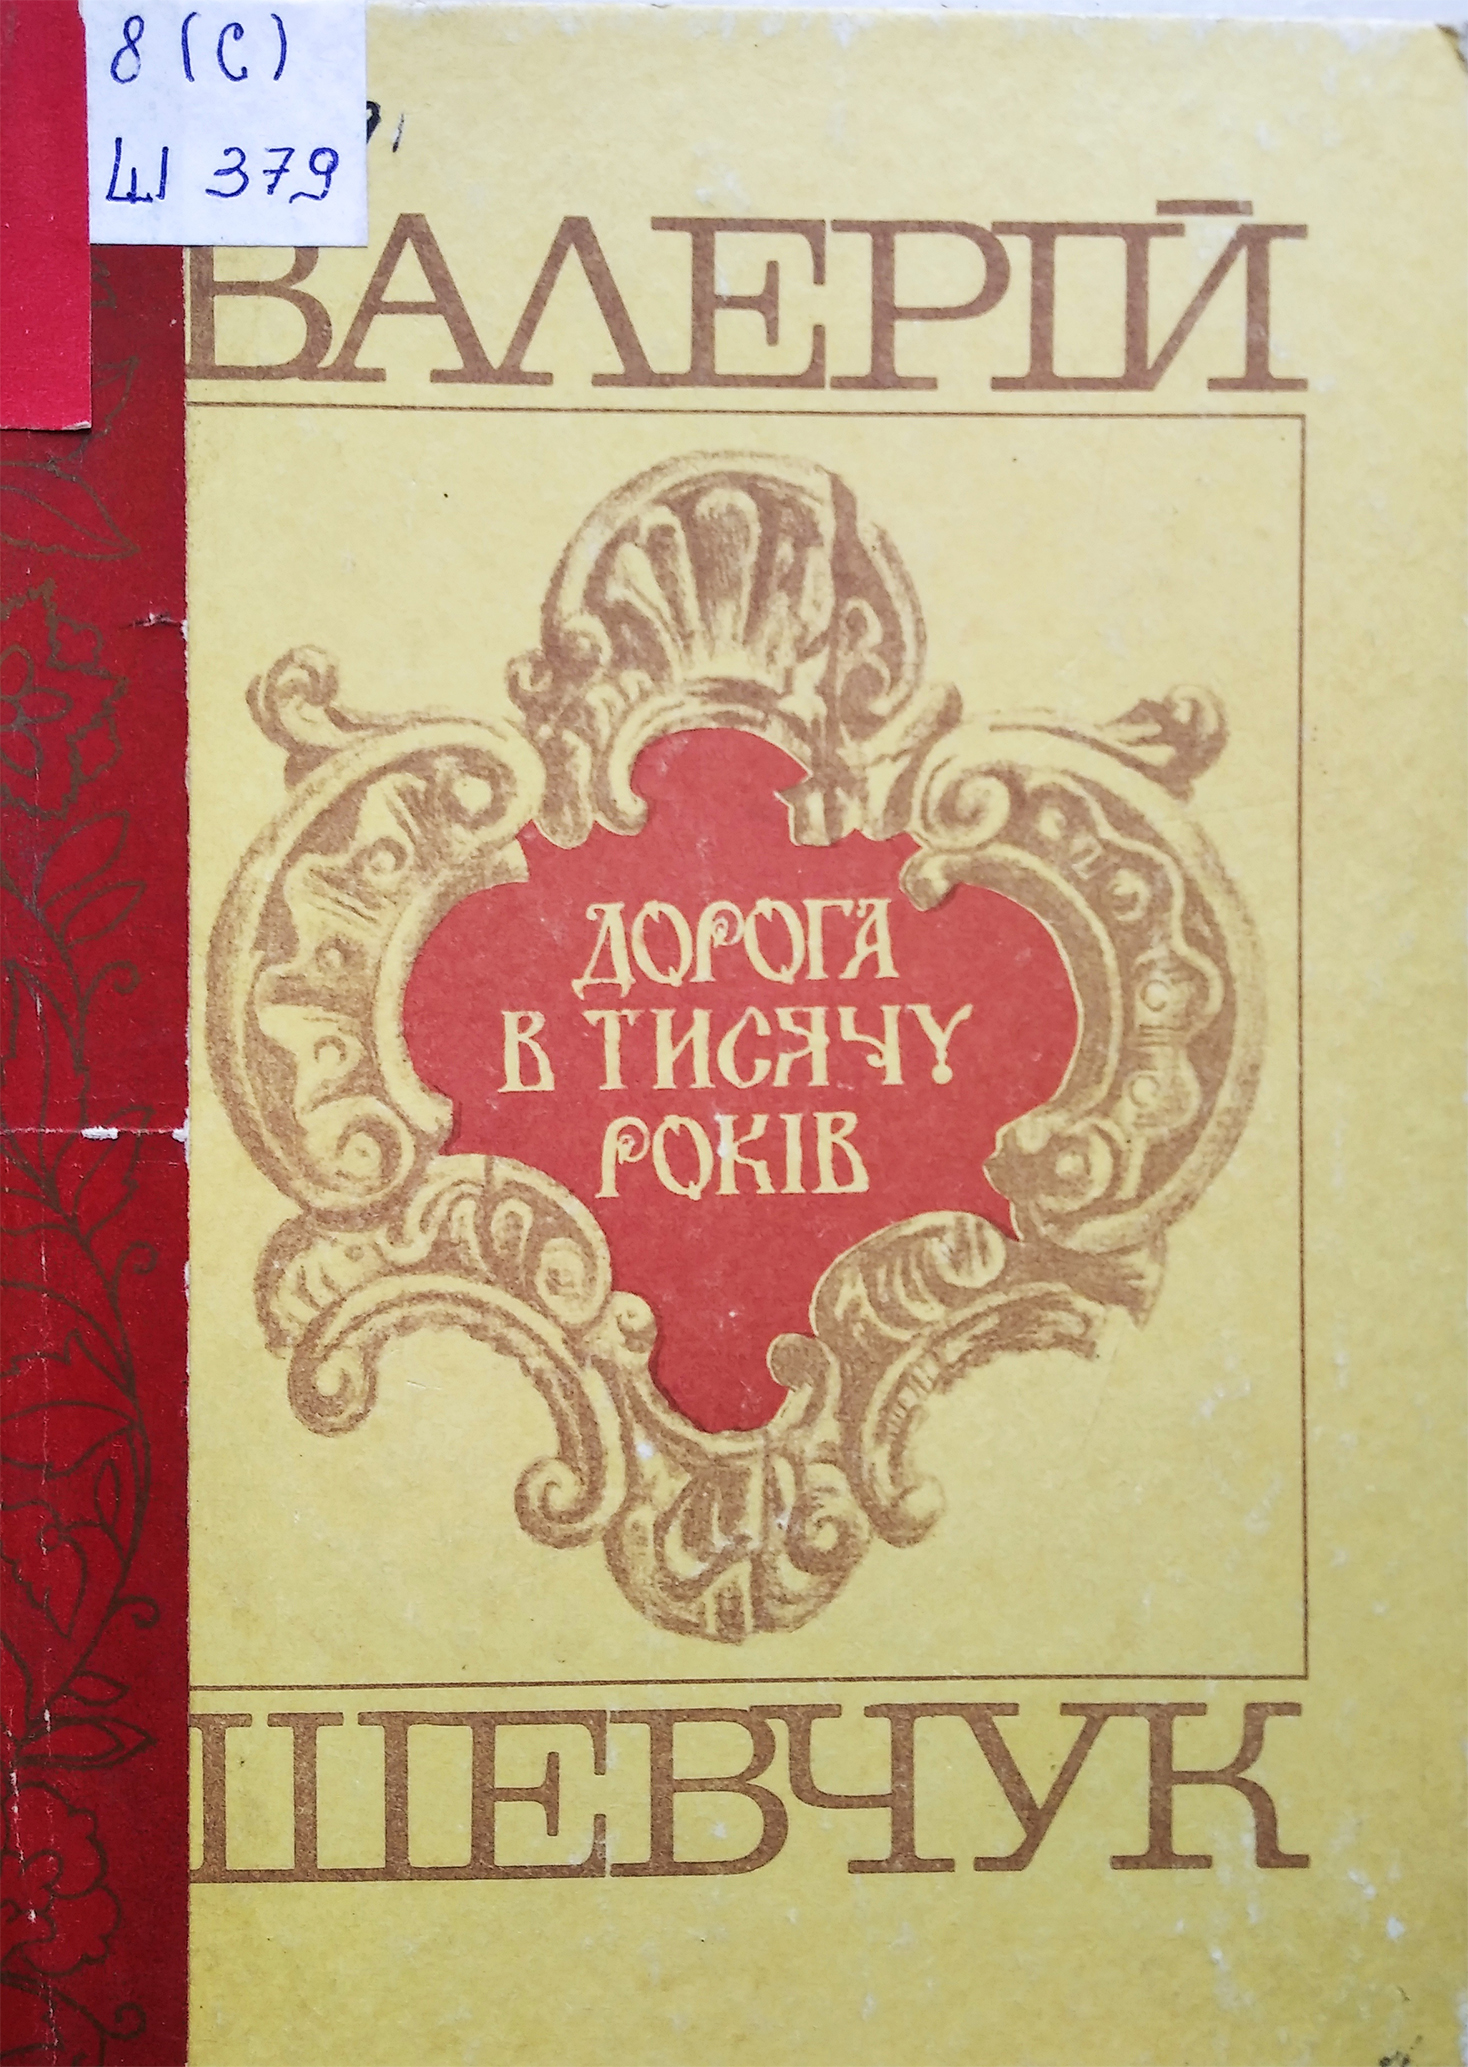 8 (С)
Ш 379
ВАЛЕРІЙ
ДОРОГА
В ТИСЯЧУ
РОКІВ
ШЕВЧУК